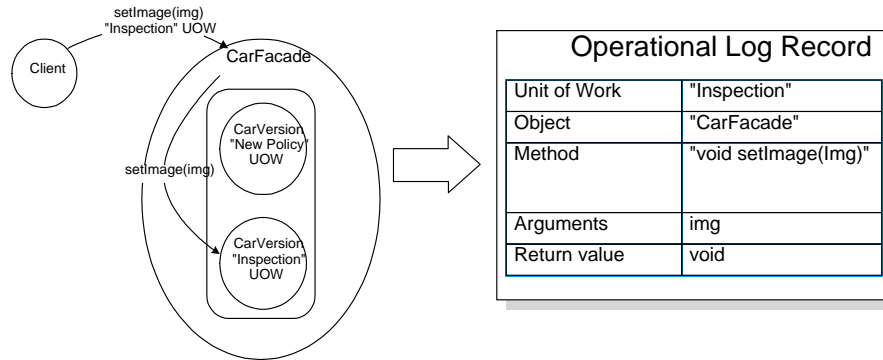 setImage(img)
"Inspection" UOW
Client
CarFacade
CarVersion
"New Policy"
UOW
setImage(img)
CarVersion
"Inspection"
UOW
Operational Log Record
Unit of Work "Inspection"
Object "CarFacade"
Method "void setImage(Img)"
Arguments img
Return value void